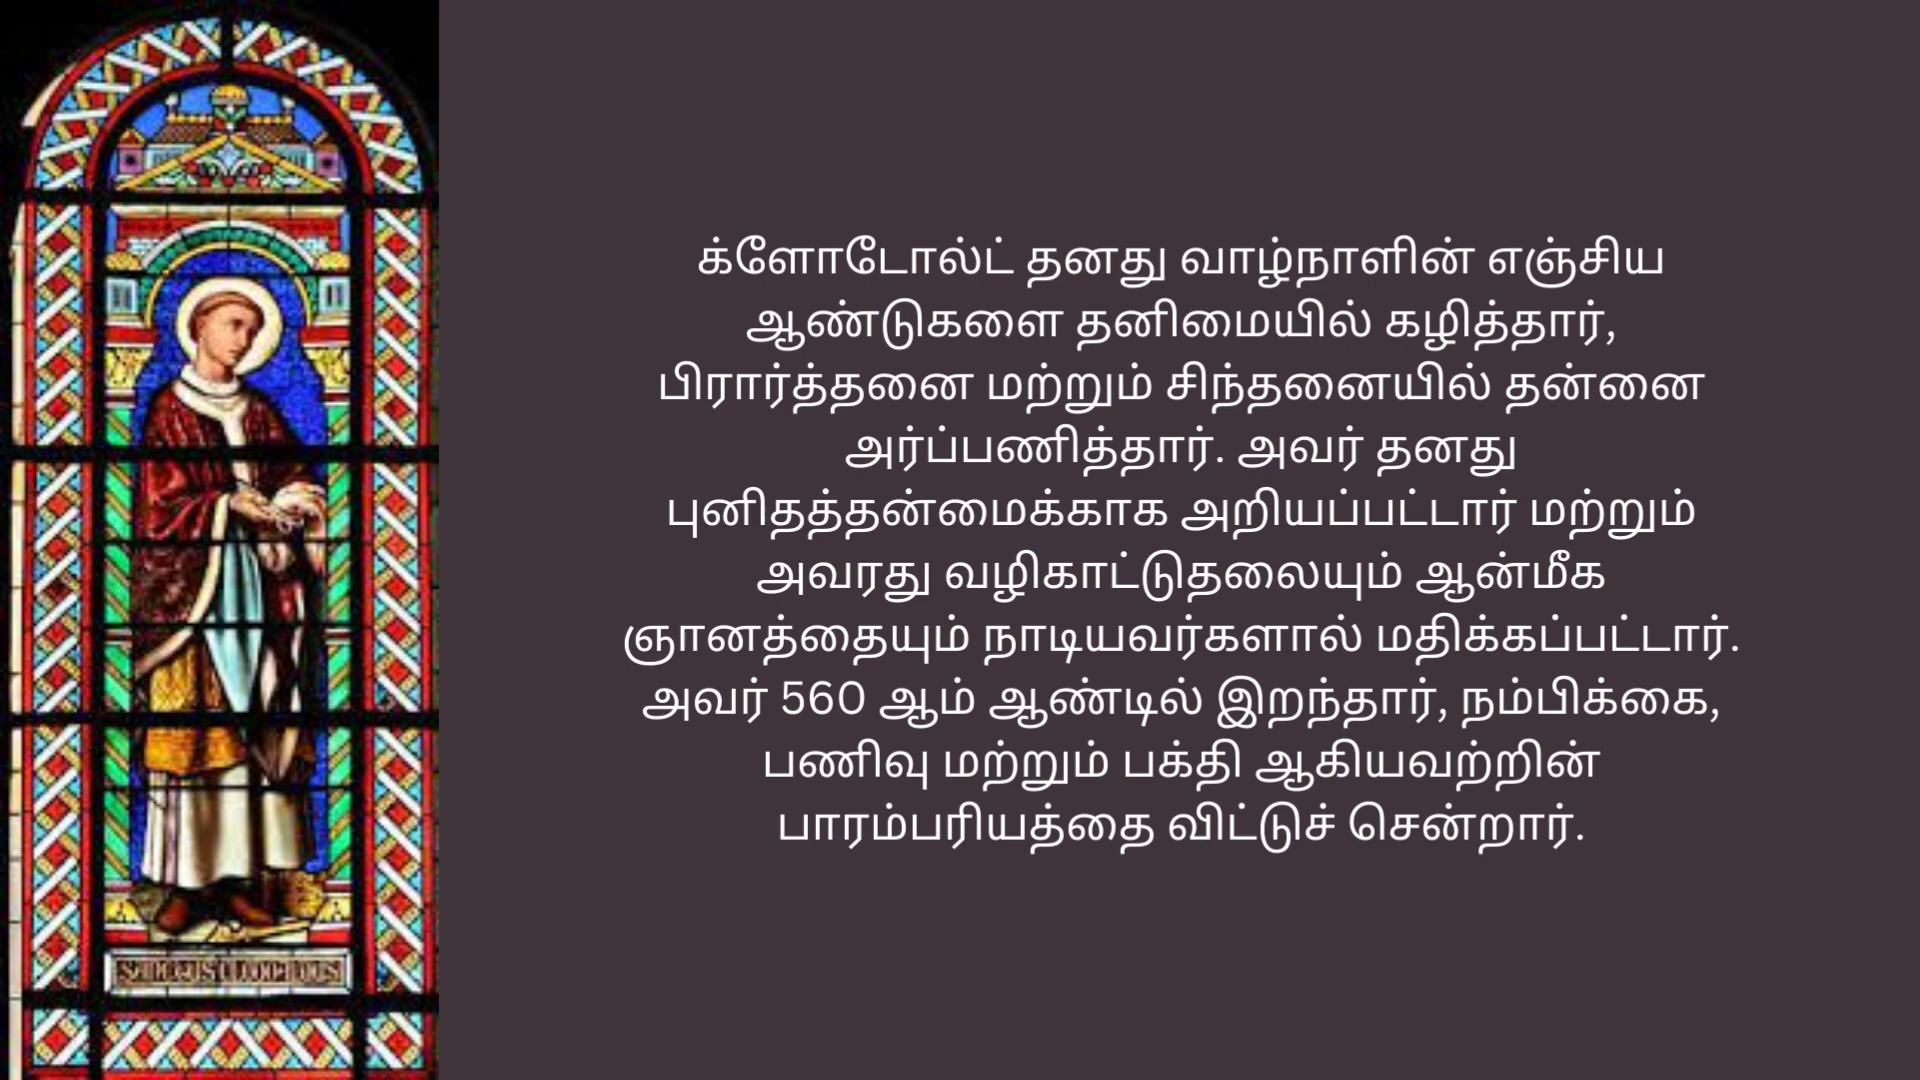 க்ளோடோல்ட் தனது வாழ்நாளின் எஞ்சிய
ஆண்டுகளை தனிமையில் கழித்தார்,
பிரார்த்தனை மற்றும் சிந்தனையில் தன்னை
அர்ப்பணித்தார். அவர் தனது
புனிதத்தன்மைக்காக அறியப்பட்டார் மற்றும்
அவரது வழிகாட்டுதலையும் ஆன்மீக
ஞானத்தையும் நாடியவர்களால் மதிக்கப்பட்டார்.
அவர் 560 ஆம் ஆண்டில் இறந்தார், நம்பிக்கை,
பணிவு மற்றும் பக்தி ஆகியவற்றின்
பாரம்பரியத்தை விட்டுச் சென்றார்.